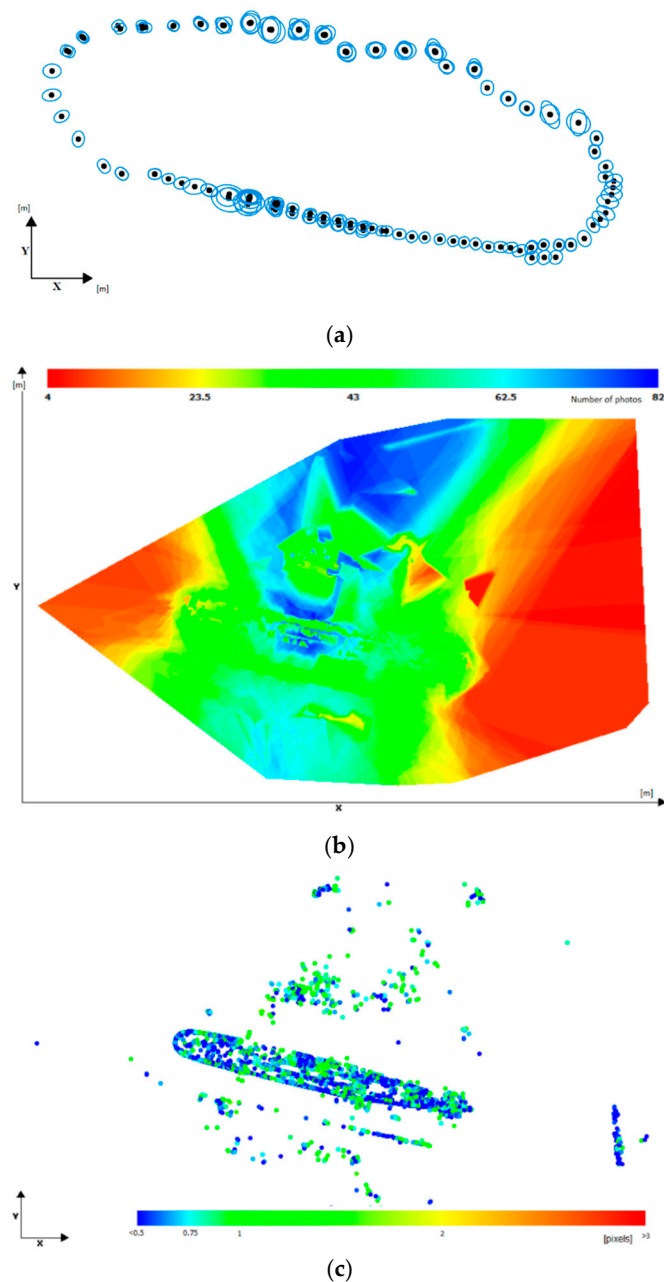 [m]
Y
X
[m]
(a)
[m]
4 23.5 43 62.5 82
Number of photos
Y
[m]
X
(b)
Y
X
<0.5 0.75 1 2 >3
[pixels]
(c)